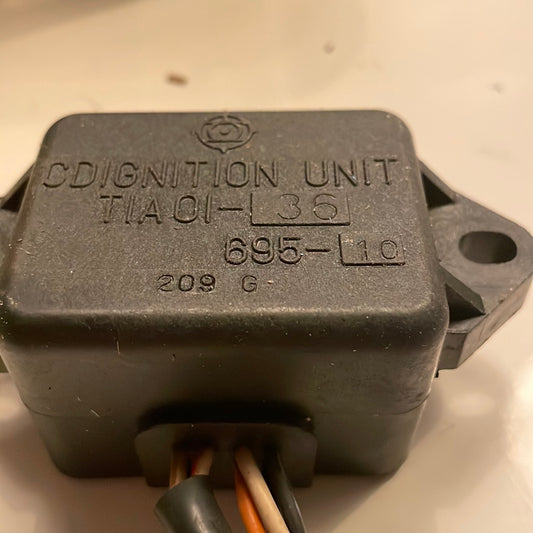 CDIGNITION UNIT
TIA01-36
695-10
209 G